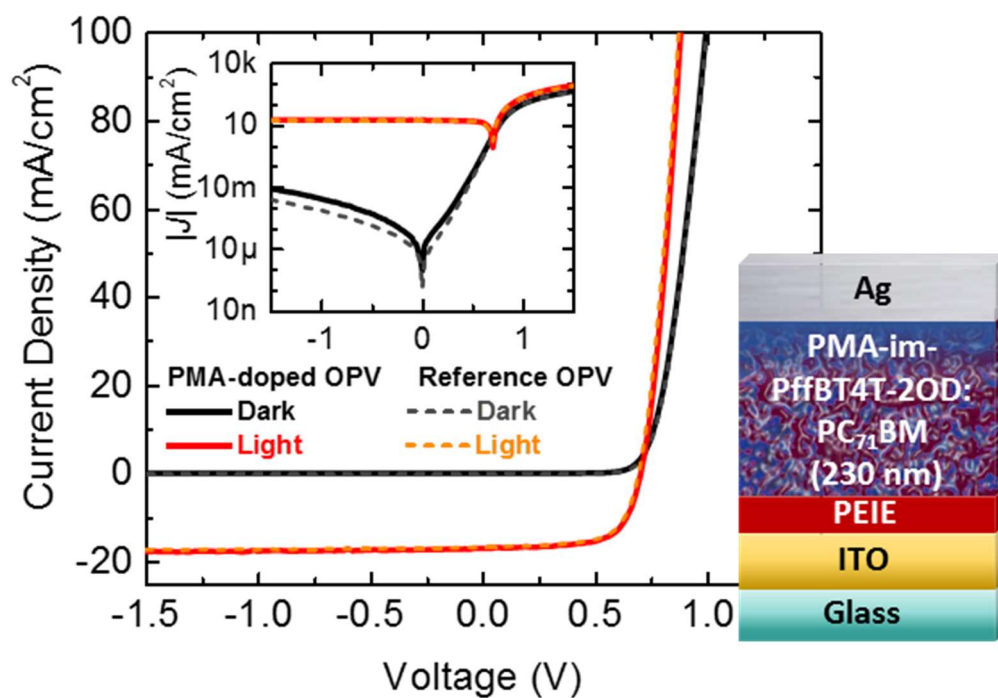 100
80
60
40
20
0
-20
Current Density (mA/cm²)
-1.5
-1.0
-0.5
0.0
0.5
1.0
Voltage (V)
10k
10
10m
10µ
10n
|J| (mA/cm²)
-1
0
1
PMA-doped OPV
Dark
Light
Reference OPV
Dark
Light
Ag
PMA-im-
PffBT4T-2OD:
PC₇₁BM
(230 nm)
PEIE
ITO
Glass